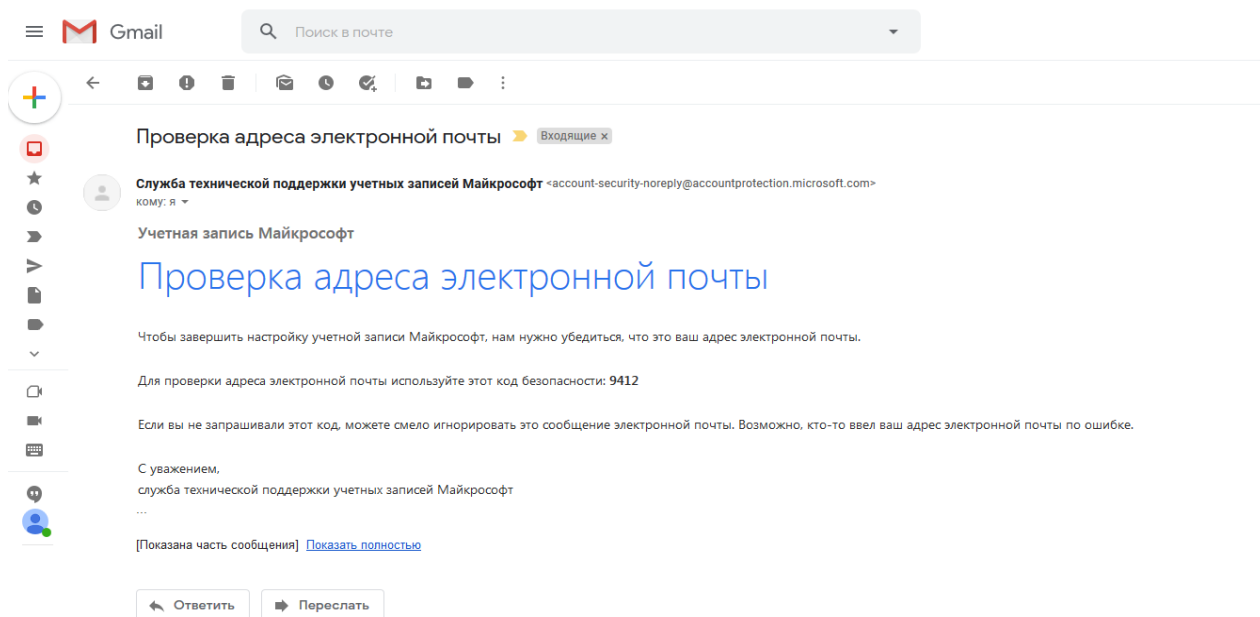 Gmail
Поиск в почте
Проверка адреса электронной почты
Входящие ×
Служба технической поддержки учетных записей Майкрософт <account-security-noreply@accountprotection.microsoft.com>
кому: я
Учетная запись Майкрософт
Проверка адреса электронной почты
Чтобы завершить настройку учетной записи Майкрософт, нам нужно убедиться, что это ваш адрес электронной почты.
Для проверки адреса электронной почты используйте этот код безопасности: 9412
Если вы не запрашивали этот код, можете смело игнорировать это сообщение электронной почты. Возможно, кто-то ввел ваш адрес электронной почты по ошибке.
С уважением,
служба технической поддержки учетных записей Майкрософт
...
[Показана часть сообщения] Показать полностью
Ответить
Переслать